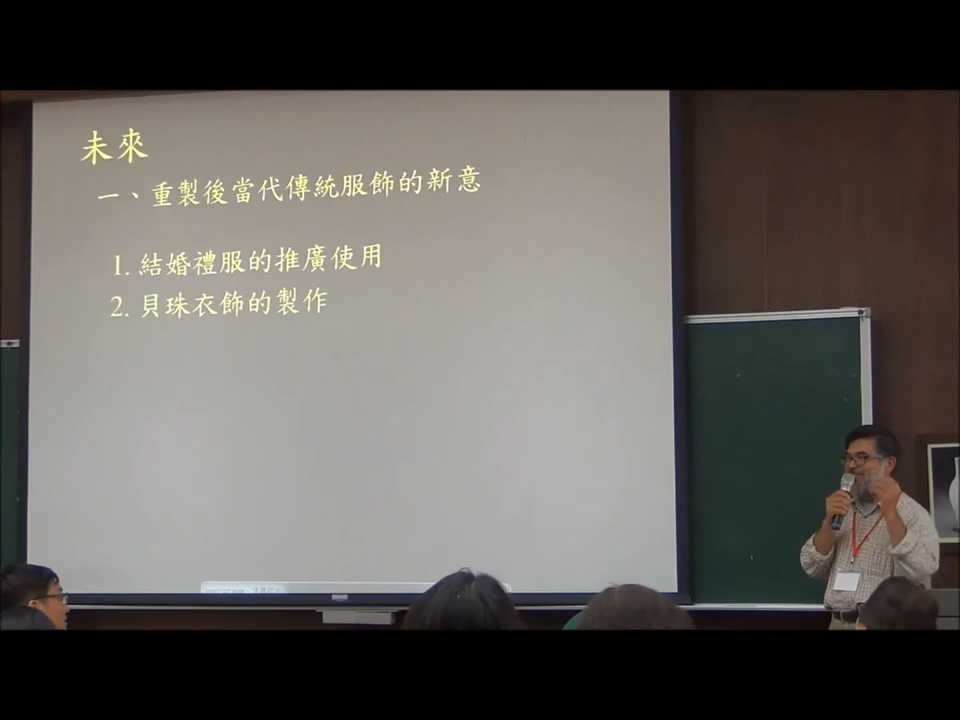 未來
一、重製後當代傳統服飾的新意
1. 結婚禮服的推廣使用
2. 貝珠衣飾的製作